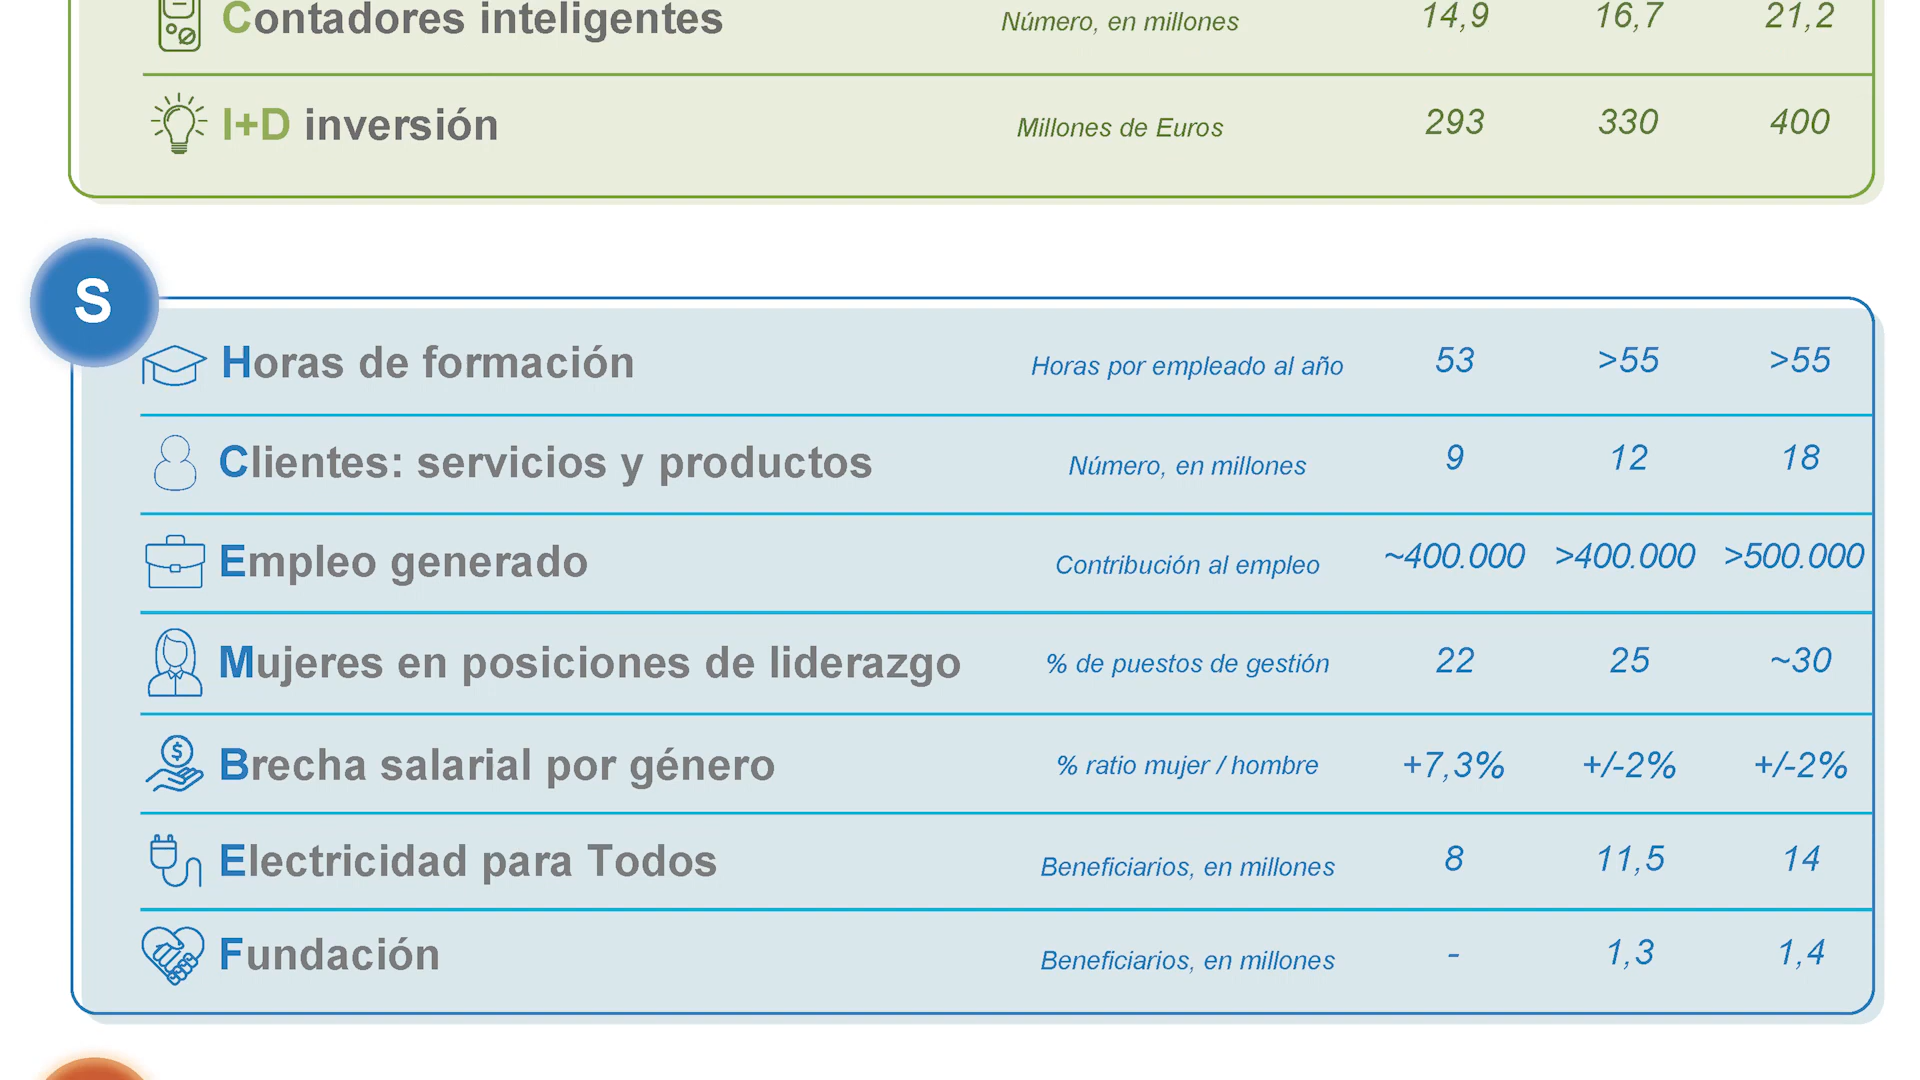 Contadores inteligentes Número, en millones 14,9 16,7 21,2
I+D inversión Millones de Euros 293 330 400
S
Horas de formación Horas por empleado al año 53 >55 >55
Clientes: servicios y productos Número, en millones 9 12 18
Empleo generado Contribución al empleo ~400.000 >400.000 >500.000
Mujeres en posiciones de liderazgo % de puestos de gestión 22 25 ~30
$
Brecha salarial por género % ratio mujer / hombre +7,3% +/-2% +/-2%
Electricidad para Todos Beneficiarios, en millones 8 11,5 14
Fundación Beneficiarios, en millones - 1,3 1,4